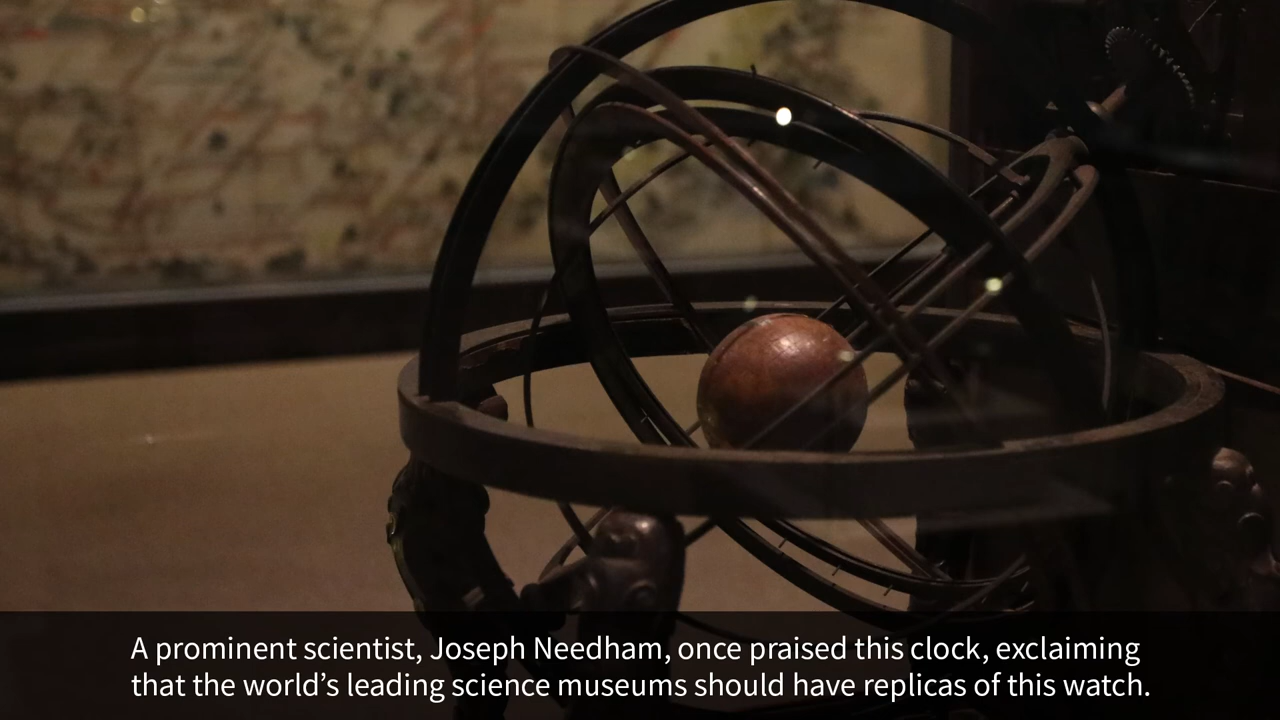 A prominent scientist, Joseph Needham, once praised this clock, exclaiming
that the world’s leading science museums should have replicas of this watch.